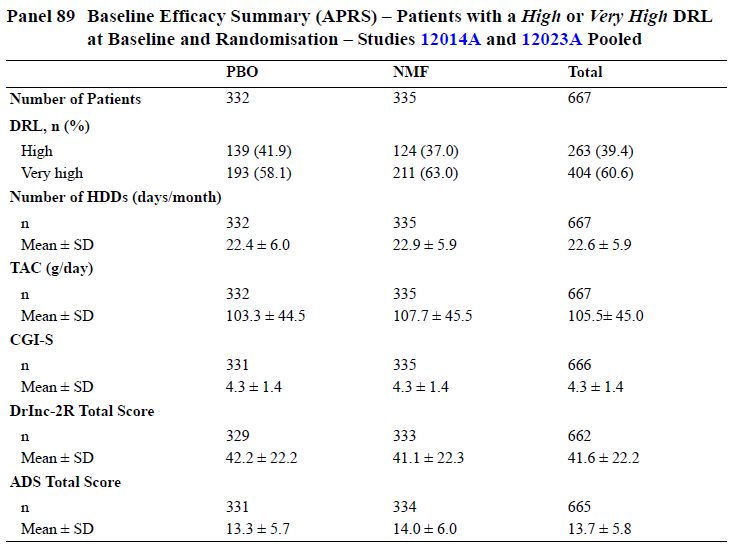 Panel 89 Baseline Efficacy Summary (APRS) – Patients with a High or Very High DRL
at Baseline and Randomisation – Studies 12014A and 12023A Pooled
PBO NMF Total
Number of Patients 332 335 667
DRL, n (%)
High 139 (41.9) 124 (37.0) 263 (39.4)
Very high 193 (58.1) 211 (63.0) 404 (60.6)
Number of HDDs (days/month)
n 332 335 667
Mean ± SD 22.4 ± 6.0 22.9 ± 5.9 22.6 ± 5.9
TAC (g/day)
n 332 335 667
Mean ± SD 103.3 ± 44.5 107.7 ± 45.5 105.5± 45.0
CGI-S
n 331 335 666
Mean ± SD 4.3 ± 1.4 4.3 ± 1.4 4.3 ± 1.4
DrInc-2R Total Score
n 329 333 662
Mean ± SD 42.2 ± 22.2 41.1 ± 22.3 41.6 ± 22.2
ADS Total Score
n 331 334 665
Mean ± SD 13.3 ± 5.7 14.0 ± 6.0 13.7 ± 5.8